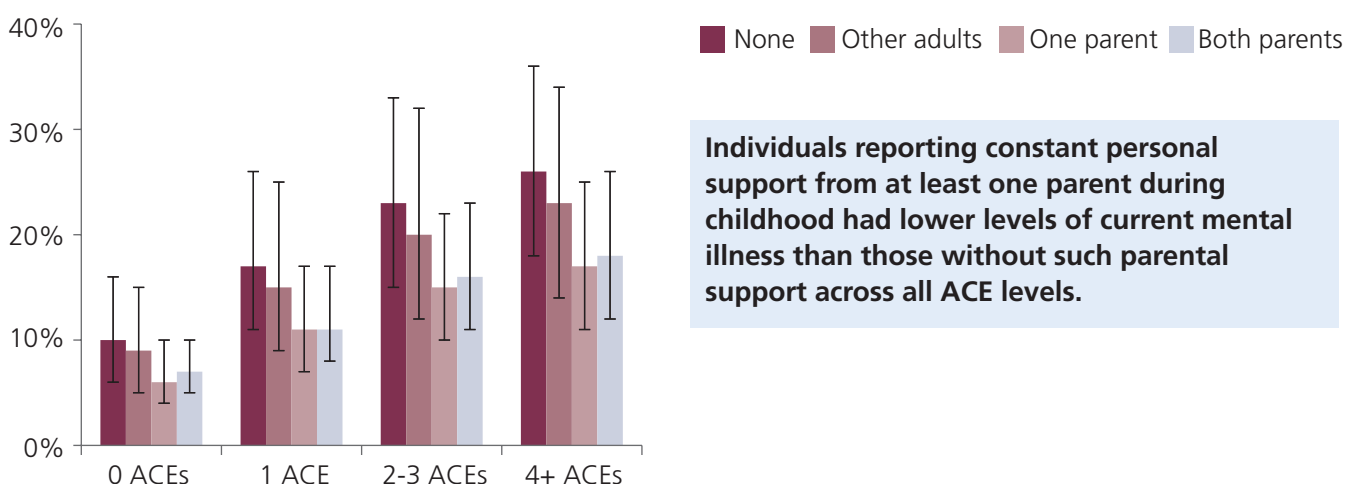 40%
30%
20%
10%
0%
0 ACEs
1 ACE
2-3 ACEs
4+ ACEs
None
Other adults
One parent
Both parents
Individuals reporting constant personal
support from at least one parent during
childhood had lower levels of current mental
illness than those without such parental
support across all ACE levels.